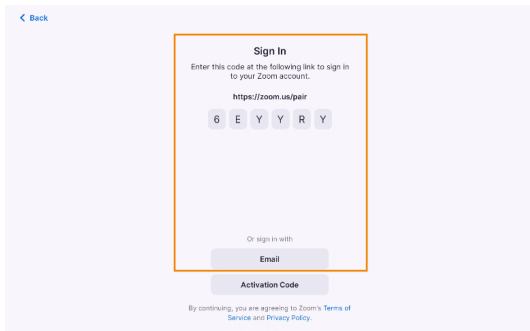 Back
Sign In
Enter this code at the following link to sign in
to your Zoom account.
https://zoom.us/pair
6 E Y Y R Y
Or sign in with
Email
Activation Code
By continuing, you are agreeing to Zoom's Terms of
Service and Privacy Policy.